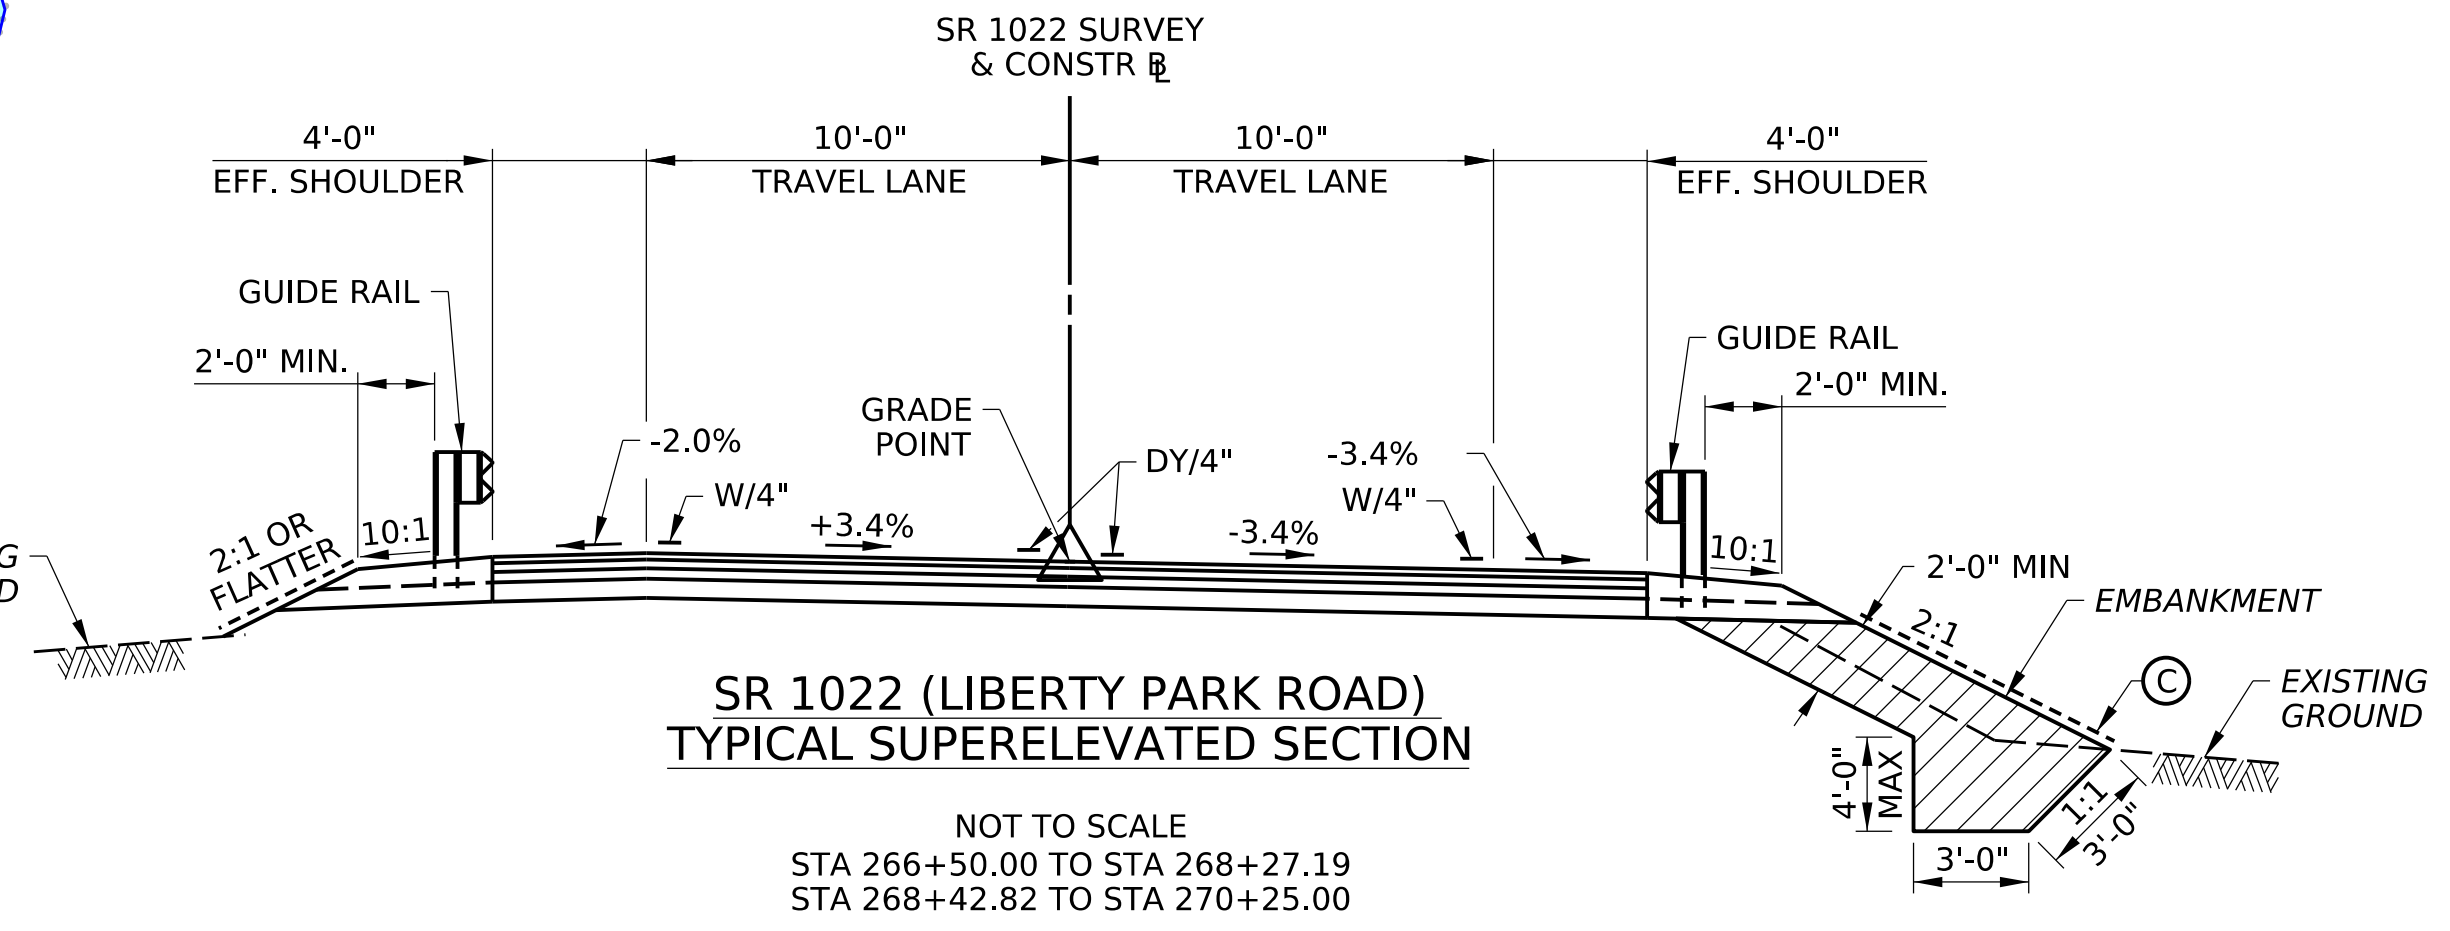 SR 1022 SURVEY
& CONSTR BL
4'-0"
EFF. SHOULDER
10'-0"
TRAVEL LANE
10'-0"
TRAVEL LANE
4'-0"
EFF. SHOULDER
GUIDE RAIL
2'-0" MIN.
GUIDE RAIL
2'-0" MIN.
GRADE
POINT
-2.0%
W/4"
DY/4"
-3.4%
W/4"
2:1 OR
FLATTER
10:1
+3.4%
-3.4%
10:1
2'-0" MIN
2:1
EMBANKMENT
G
D
C
EXISTING
GROUND
SR 1022 (LIBERTY PARK ROAD)
TYPICAL SUPERELEVATED SECTION
4'-0"
MAX
1:1
3'-0"
3'-0"
NOT TO SCALE
STA 266+50.00 TO STA 268+27.19
STA 268+42.82 TO STA 270+25.00